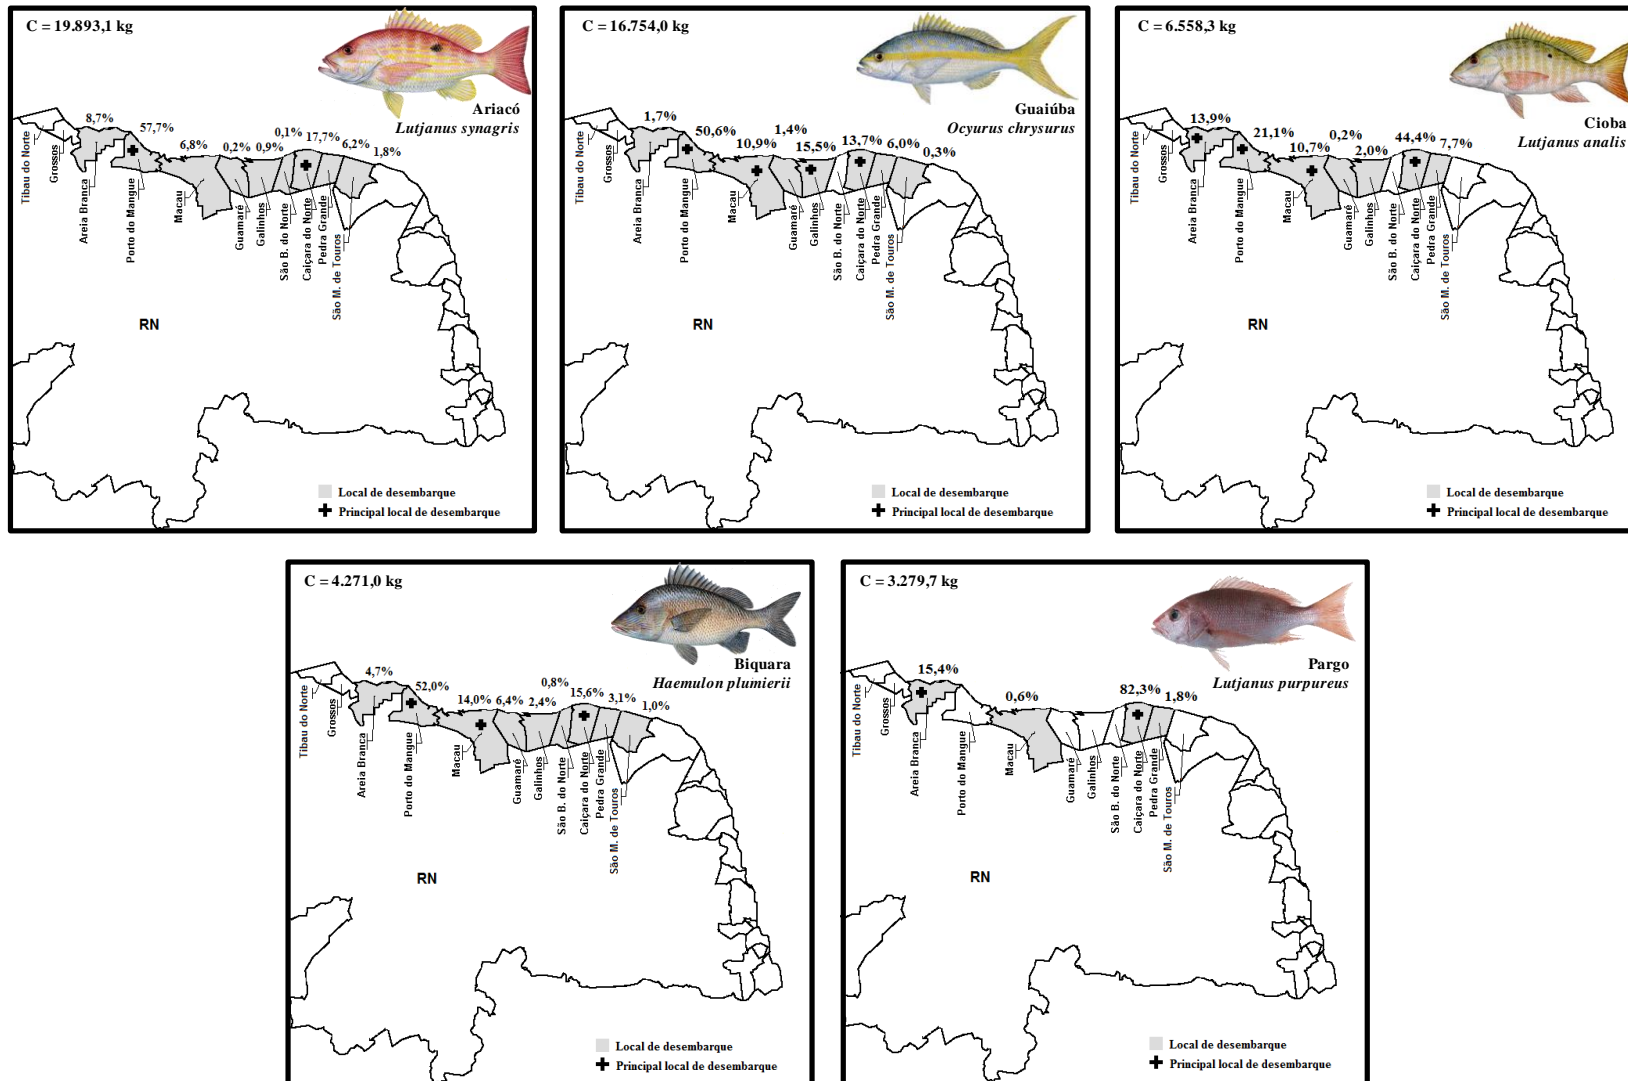 C = 19.893,1 kg
Ariacó
Lutjanus synagris
8,7%
57,7%
6,8%
0,2%
0,9%
0,1%
17,7%
6,2%
1,8%
Tibau do Norte
Grossos
Areia Branca
Porto do Mangue
Macau
Guamaré
Galinhos
São B. do Norte
Caiçara do Norte
Pedra Grande
São M. de Touros
RN
Local de desembarque
Principal local de desembarque
C = 16.754,0 kg
Guaiúba
Ocyurus chrysurus
1,7%
50,6%
10,9%
1,4%
15,5%
13,7%
6,0%
0,3%
Tibau do Norte
Grossos
Areia Branca
Porto do Mangue
Macau
Guamaré
Galinhos
São B. do Norte
Caiçara do Norte
Pedra Grande
São M. de Touros
RN
Local de desembarque
Principal local de desembarque
C = 6.558,3 kg
Cioba
Lutjanus analis
13,9%
21,1%
10,7%
0,2%
2,0%
44,4%
7,7%
Tibau do Norte
Grossos
Areia Branca
Porto do Mangue
Macau
Guamaré
Galinhos
São B. do Norte
Caiçara do Norte
Pedra Grande
São M. de Touros
RN
Local de desembarque
Principal local de desembarque
C = 4.271,0 kg
Biquara
Haemulon plumierii
4,7%
52,0%
14,0%
6,4%
2,4%
0,8%
15,6%
3,1%
1,0%
Tibau do Norte
Grossos
Areia Branca
Porto do Mangue
Macau
Guamaré
Galinhos
São B. do Norte
Caiçara do Norte
Pedra Grande
São M. de Touros
RN
Local de desembarque
Principal local de desembarque
C = 3.279,7 kg
Pargo
Lutjanus purpureus
15,4%
0,6%
82,3%
1,8%
Tibau do Norte
Grossos
Areia Branca
Porto do Mangue
Macau
Guamaré
Galinhos
São B. do Norte
Caiçara do Norte
Pedra Grande
São M. de Touros
RN
Local de desembarque
Principal local de desembarque